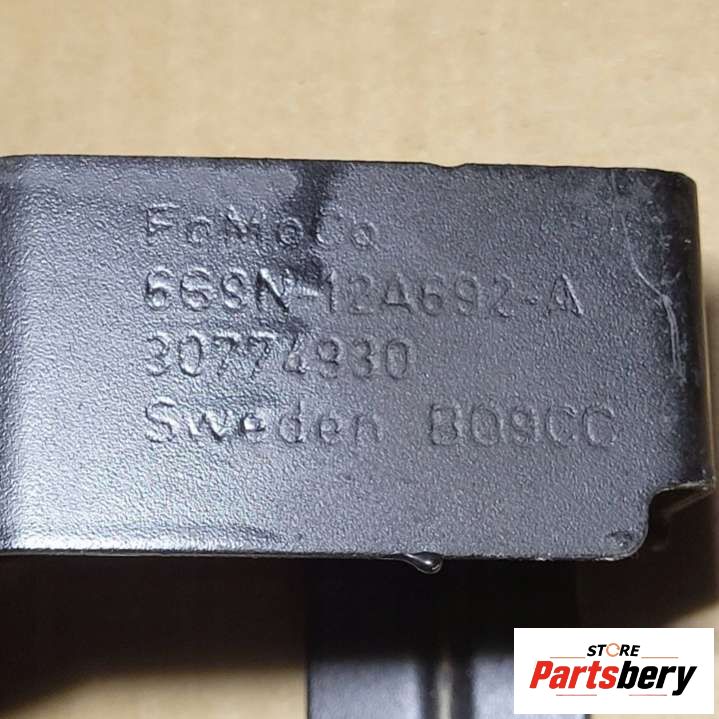 FoMoCo
6G9N-12A692-A
30774930
Sweden B09CC
STORE
Partsbery